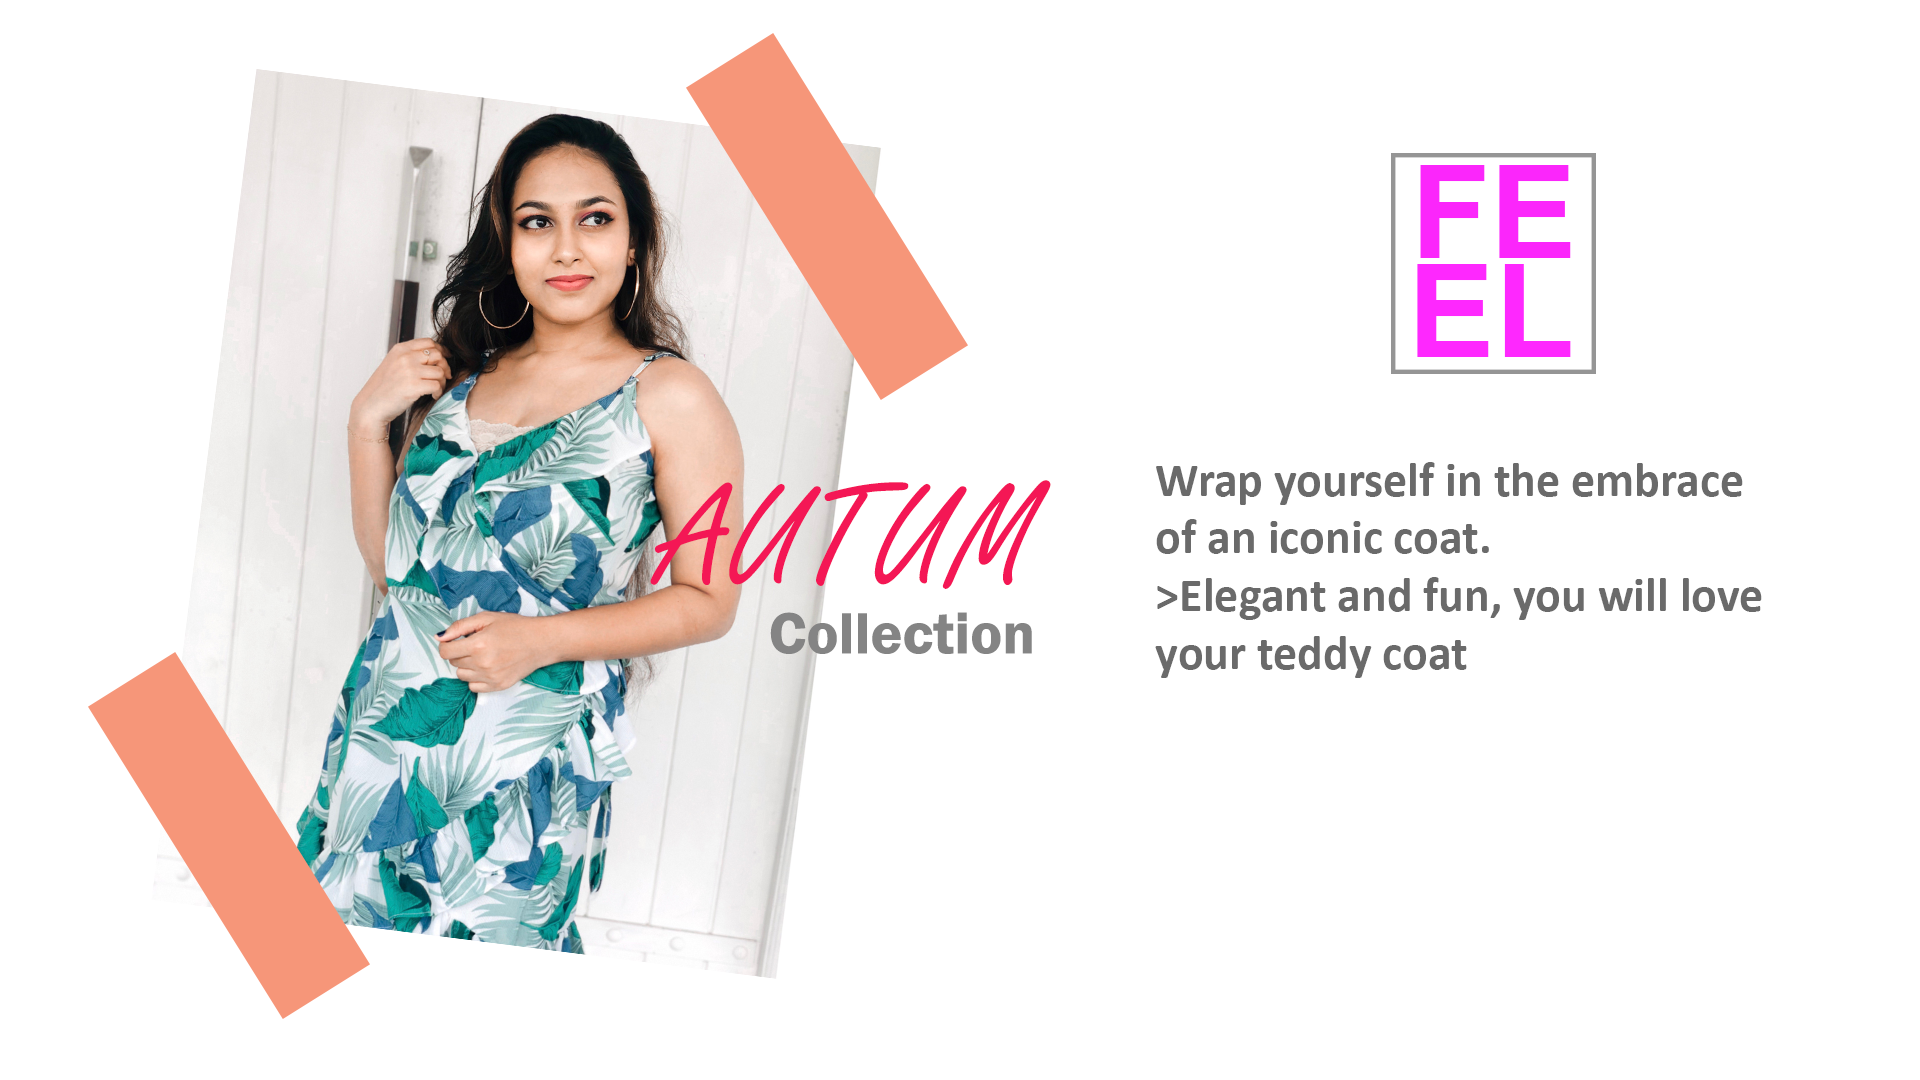 FE
EL
AUTUM
Collection
Wrap yourself in the embrace
of an iconic coat.
>Elegant and fun, you will love
your teddy coat